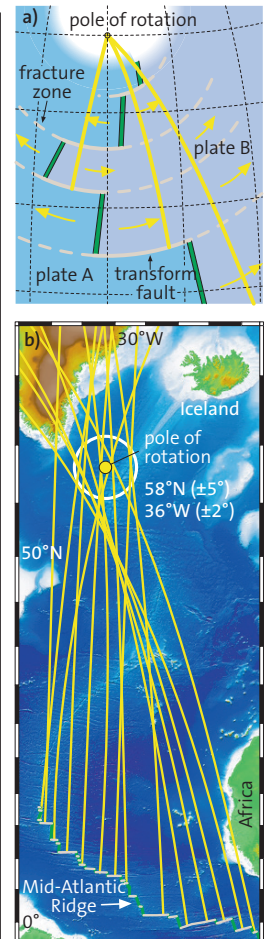 a)
pole of rotation
fracture
zone
plate B
plate A
transform
fault
b)
30°W
Iceland
pole of
rotation
58°N (±5°)
36°W (±2°)
50°N
Africa
Mid-Atlantic
Ridge
0°